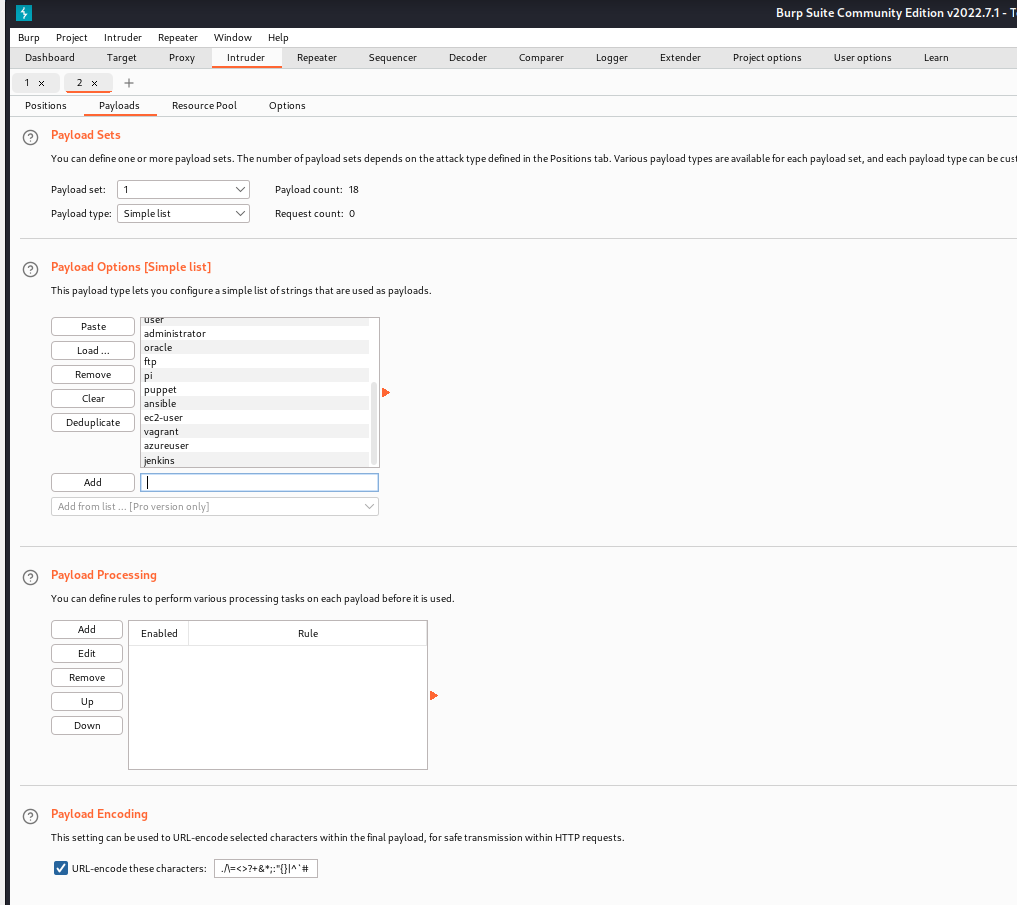 Burp Suite Community Edition v2022.7.1 - T
Burp Project Intruder Repeater Window Help
Dashboard Target Proxy Intruder Repeater Sequencer Decoder Comparer Logger Extender Project options User options Learn
1 × 2 × +
Positions Payloads Resource Pool Options
? Payload Sets
You can define one or more payload sets. The number of payload sets depends on the attack type defined in the Positions tab. Various payload types are available for each payload set, and each payload type can be cust
Payload set: 1 Payload count: 18
Payload type: Simple list Request count: 0
? Payload Options [Simple list]
This payload type lets you configure a simple list of strings that are used as payloads.
Paste
Load ...
Remove
Clear
Deduplicate
user
administrator
oracle
ftp
pi
puppet
ansible
ec2-user
vagrant
azureuser
jenkins
Add
Add from list ... [Pro version only]
? Payload Processing
You can define rules to perform various processing tasks on each payload before it is used.
Add
Edit
Remove
Up
Down
Enabled Rule
? Payload Encoding
This setting can be used to URL-encode selected characters within the final payload, for safe transmission within HTTP requests.
URL-encode these characters: ./\=<>?+&*;:"{}|^`#